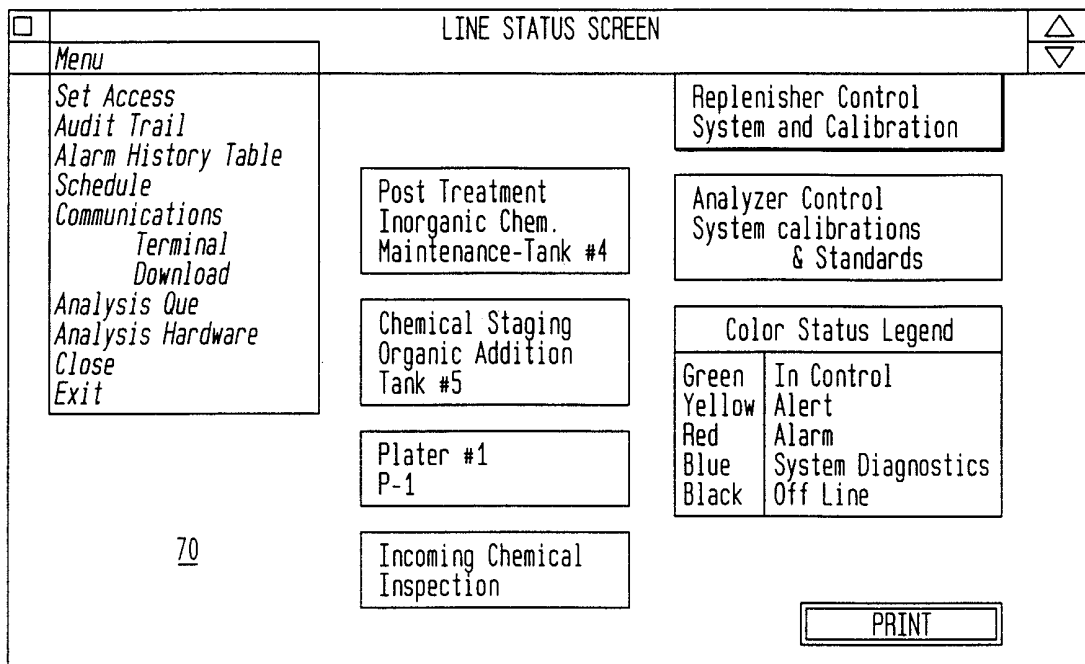 LINE STATUS SCREEN
Menu
Set Access
Audit Trail
Alarm History Table
Schedule
Communications
Terminal
Download
Analysis Que
Analysis Hardware
Close
Exit
70
Post Treatment
Inorganic Chem.
Maintenance-Tank #4
Chemical Staging
Organic Addition
Tank #5
Plater #1
P-1
Incoming Chemical
Inspection
Replenisher Control
System and Calibration
Analyzer Control
System calibrations
& Standards
Color Status Legend
Green In Control
Yellow Alert
Red Alarm
Blue System Diagnostics
Black Off Line
PRINT